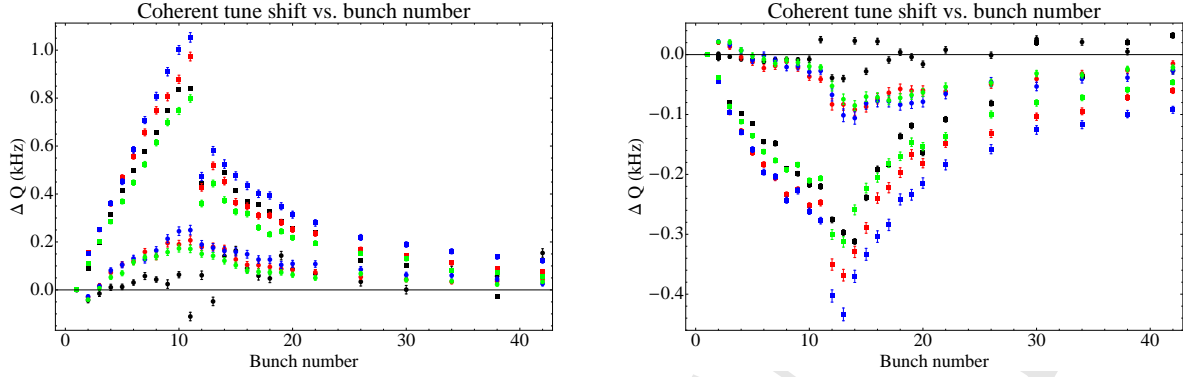 Coherent tune shift vs. bunch number
1.0
0.8
0.6
0.4
0.2
0.0
Δ Q (kHz)
0 10 20 30 40
Bunch number
Coherent tune shift vs. bunch number
0.0
−0.1
−0.2
−0.3
−0.4
Δ Q (kHz)
0 10 20 30 40
Bunch number